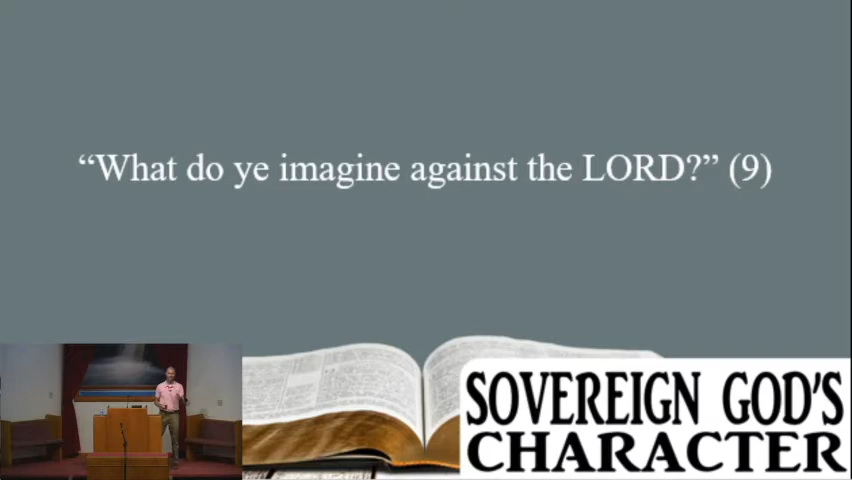 “What do ye imagine against the LORD?” (9)
SOVEREIGN GOD'S
CHARACTER